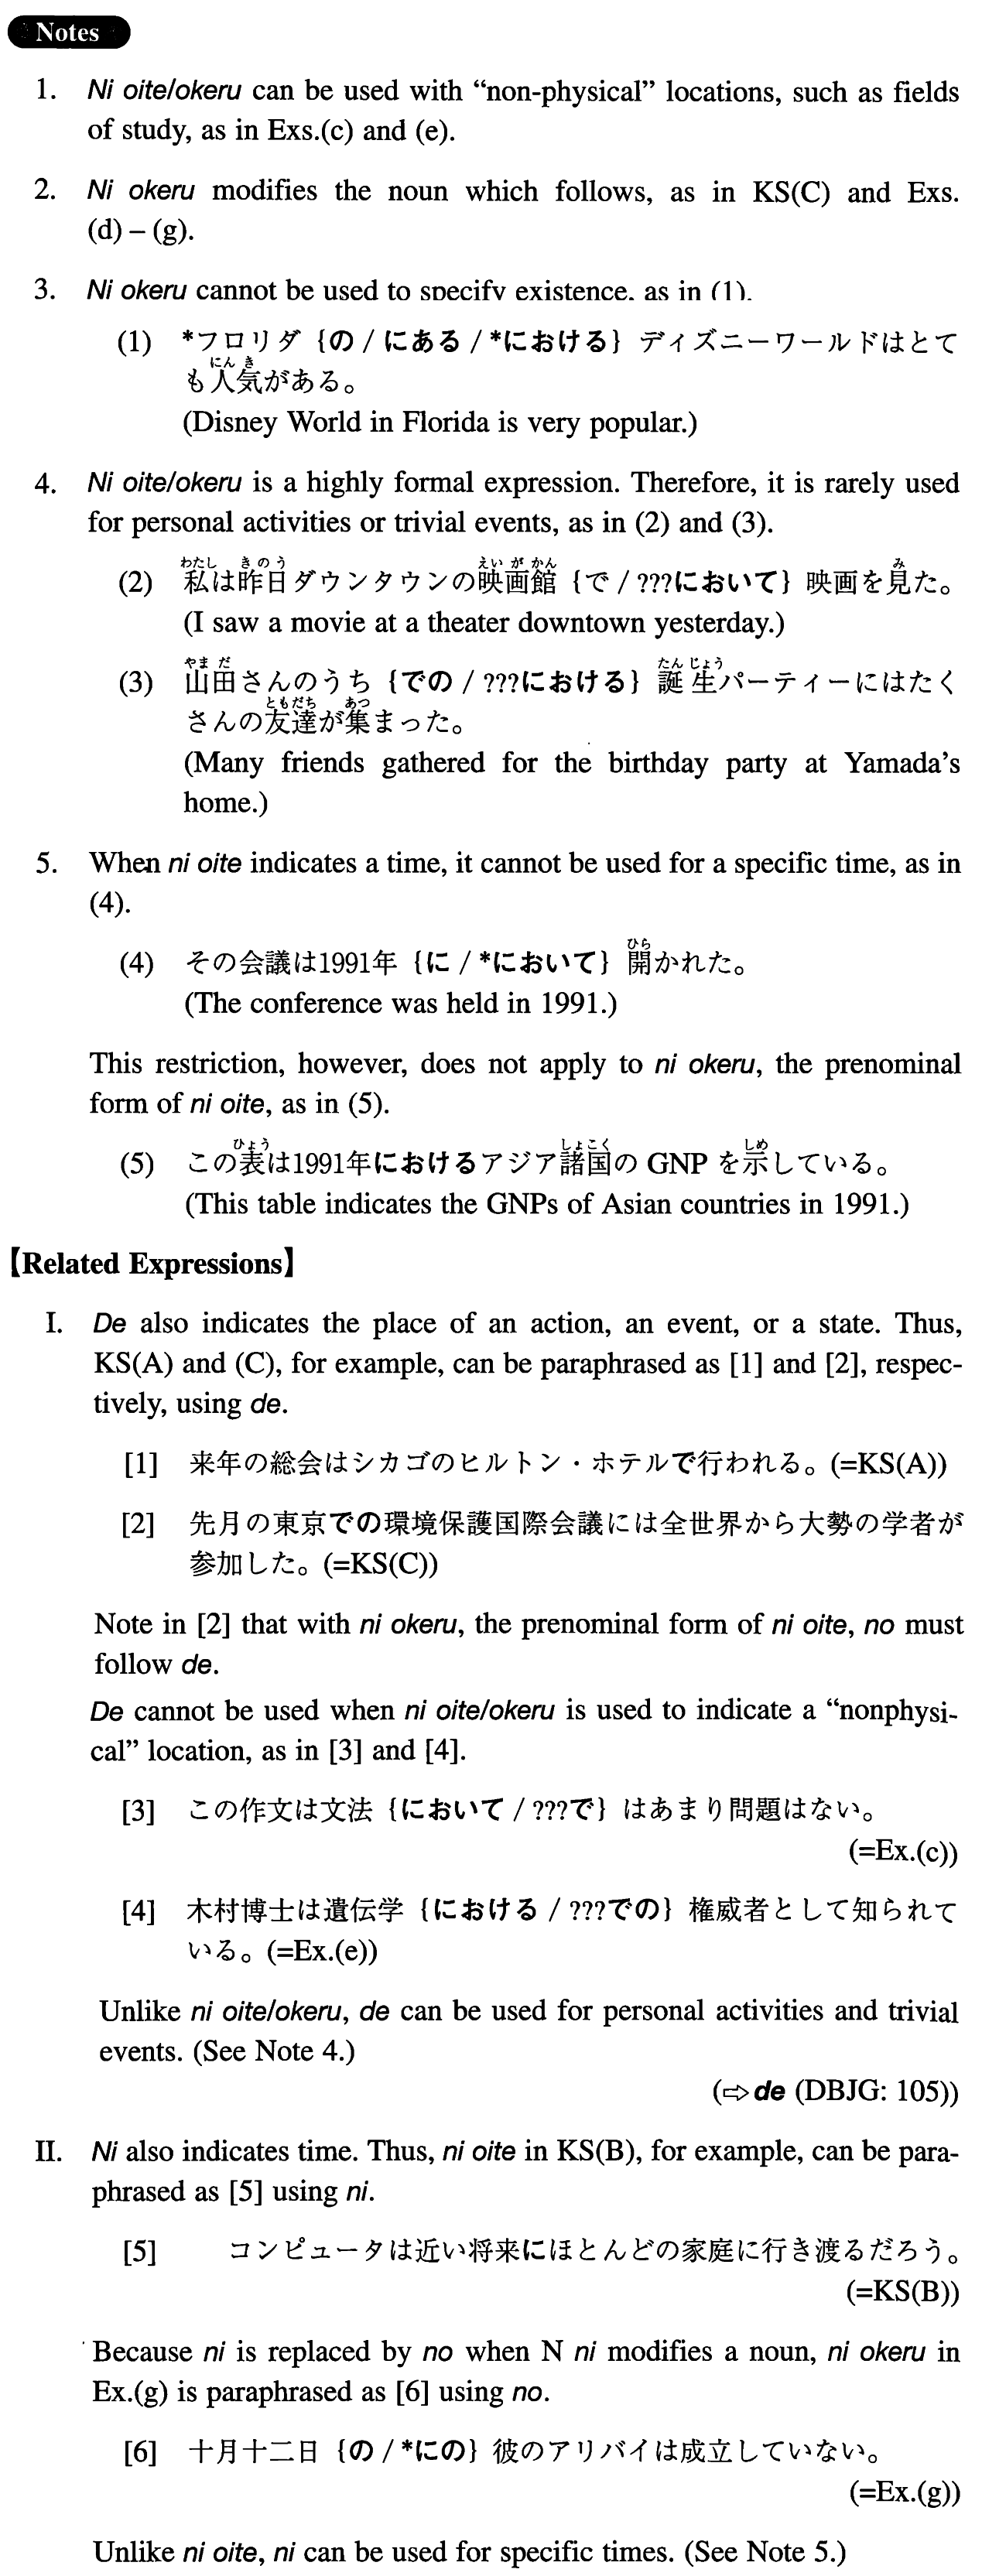 Notes
1. Ni oite/okeru can be used with “non-physical” locations, such as fields
of study, as in Exs.(c) and (e).
2. Ni okeru modifies the noun which follows, as in KS(C) and Exs.
(d) – (g).
3. Ni okeru cannot be used to specify existence, as in (1).
(1) *フロリダ {の / にある / *における} ディズニーワールドはとて
にんき
も人気がある。
(Disney World in Florida is very popular.)
4. Ni oite/okeru is a highly formal expression. Therefore, it is rarely used
for personal activities or trivial events, as in (2) and (3).
わたし きのう えいがかん み
(2) 私は昨日ダウンタウンの映画館 {で / ???において} 映画を見た。
(I saw a movie at a theater downtown yesterday.)
やまだ たんじょう
(3) 山田さんのうち {での / ???における} 誕生パーティーにはたく
ともだち あつ
さんの友達が集まった。
(Many friends gathered for the birthday party at Yamada’s
home.)
5. When ni oite indicates a time, it cannot be used for a specific time, as in
(4).
ひら
(4) その会議は1991年 {に / *において} 開かれた。
(The conference was held in 1991.)
This restriction, however, does not apply to ni okeru, the prenominal
form of ni oite, as in (5).
ひょう しょこく しめ
(5) この表は1991年におけるアジア諸国の GNP を示している。
(This table indicates the GNPs of Asian countries in 1991.)
【Related Expressions】
I. De also indicates the place of an action, an event, or a state. Thus,
KS(A) and (C), for example, can be paraphrased as [1] and [2], respec-
tively, using de.
[1] 来年の総会はシカゴのヒルトン・ホテルで行われる。(=KS(A))
[2] 先月の東京での環境保護国際会議には全世界から大勢の学者が
参加した。(=KS(C))
Note in [2] that with ni okeru, the prenominal form of ni oite, no must
follow de.
De cannot be used when ni oite/okeru is used to indicate a “nonphysi-
cal” location, as in [3] and [4].
[3] この作文は文法 {において / ???で} はあまり問題はない。
(=Ex.(c))
[4] 木村博士は遺伝学 {における / ???での} 権威者として知られて
いる。(=Ex.(e))
Unlike ni oite/okeru, de can be used for personal activities and trivial
events. (See Note 4.)
(⇨de (DBJG: 105))
II. Ni also indicates time. Thus, ni oite in KS(B), for example, can be para-
phrased as [5] using ni.
[5] コンピュータは近い将来にほとんどの家庭に行き渡るだろう。
(=KS(B))
Because ni is replaced by no when N ni modifies a noun, ni okeru in
Ex.(g) is paraphrased as [6] using no.
[6] 十月十二日 {の / *にの} 彼のアリバイは成立していない。
(=Ex.(g))
Unlike ni oite, ni can be used for specific times. (See Note 5.)